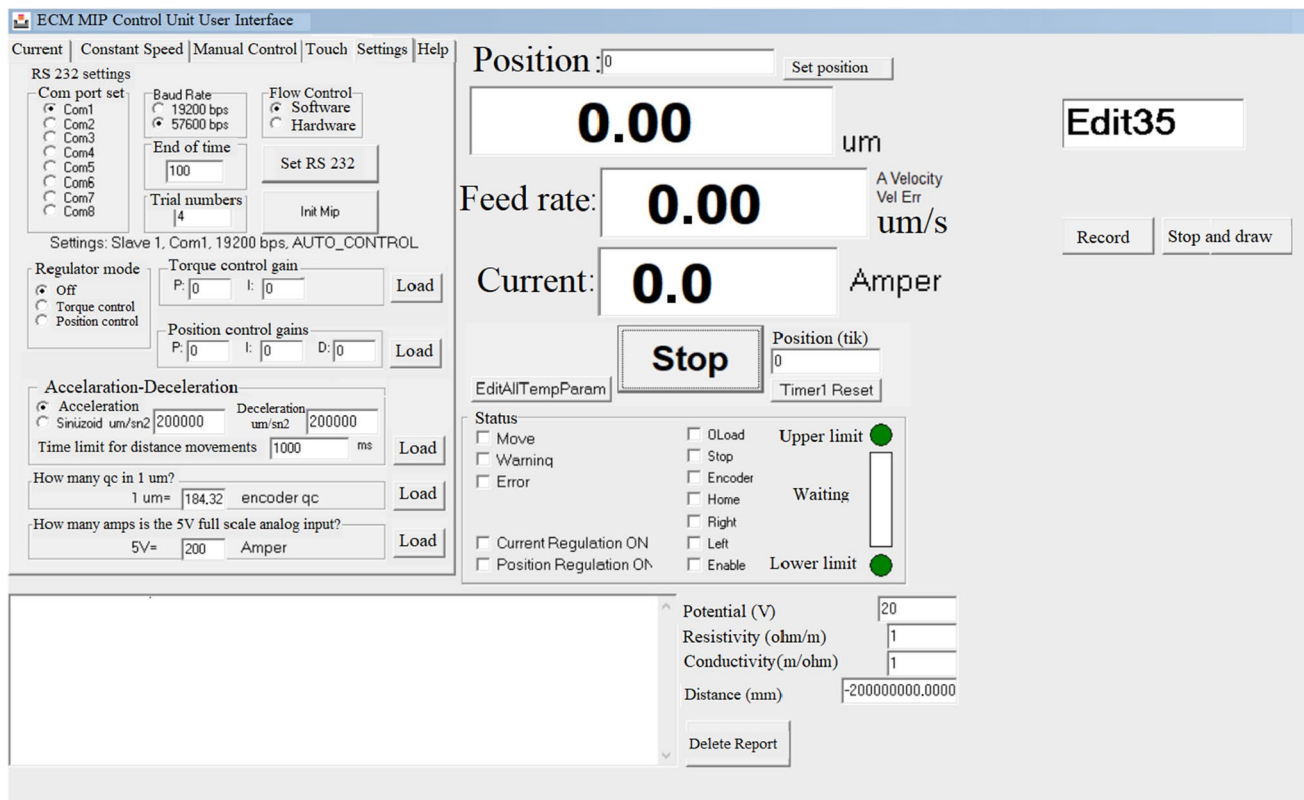 ECM MIP Control Unit User Interface
Current Constant Speed Manual Control Touch Settings Help
RS 232 settings
Com port set
Com1
Com2
Com3
Com4
Com5
Com6
Com7
Com8
Baud Rate
19200 bps
57600 bps
Flow Control
Software
Hardware
End of time
100
Set RS 232
Trial numbers
4
Init Mip
Settings: Slave 1, Com1, 19200 bps, AUTO_CONTROL
Regulator mode
Off
Torque control
Position control
Torque control gain
P: 0 I: 0
Load
Position control gains
P: 0 I: 0 D: 0
Load
Accelaration-Deceleration
Acceleration
Sinüzoid um/sn2 200000
Deceleration
um/sn2 200000
Time limit for distance movements 1000 ms
Load
How many qc in 1 um?
1 um= 184.32 encoder qc
Load
How many amps is the 5V full scale analog input?
5V= 200 Amper
Load
Position : 0
Set position
0.00 um
Feed rate: 0.00
A Velocity
Vel Err
um/s
Current: 0.0 Amper
EditAllTempParam
Stop
Position (tik)
0
Timer1 Reset
Status
Move
Warning
Error
Current Regulation ON
Position Regulation ON
OLoad
Stop
Encoder
Home
Right
Left
Enable
Upper limit
Waiting
Lower limit
Edit35
Record
Stop and draw
Potential (V) 20
Resistivity (ohm/m) 1
Conductivity(m/ohm) 1
Distance (mm) -200000000.0000
Delete Report